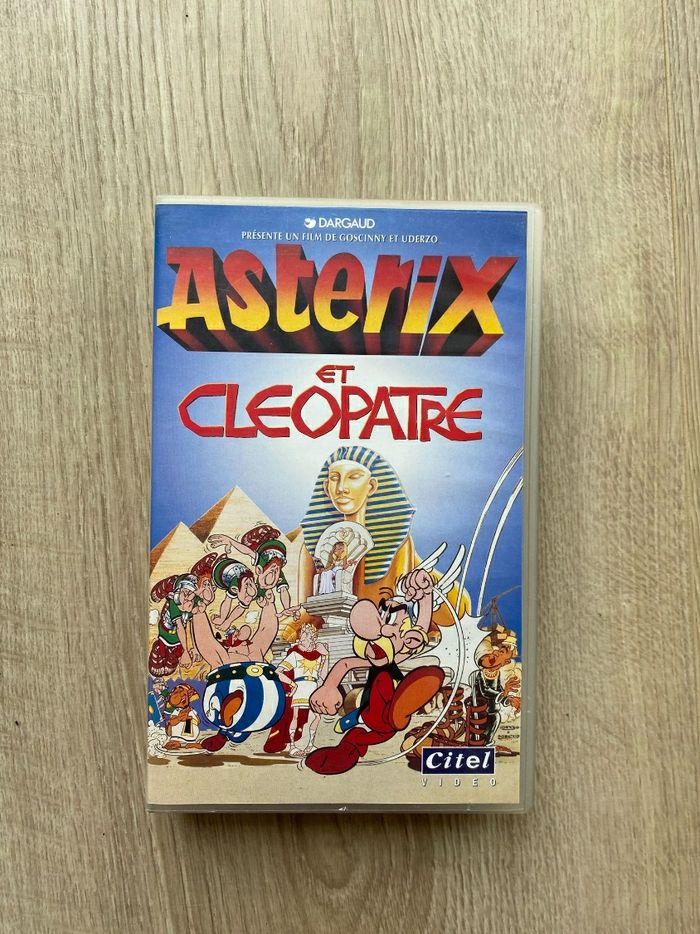 DARGAUD
PRÉSENTE UN FILM DE GOSCINNY ET UDERZO
Asterix
ET
CLEOPATRE
Citel
VIDEO